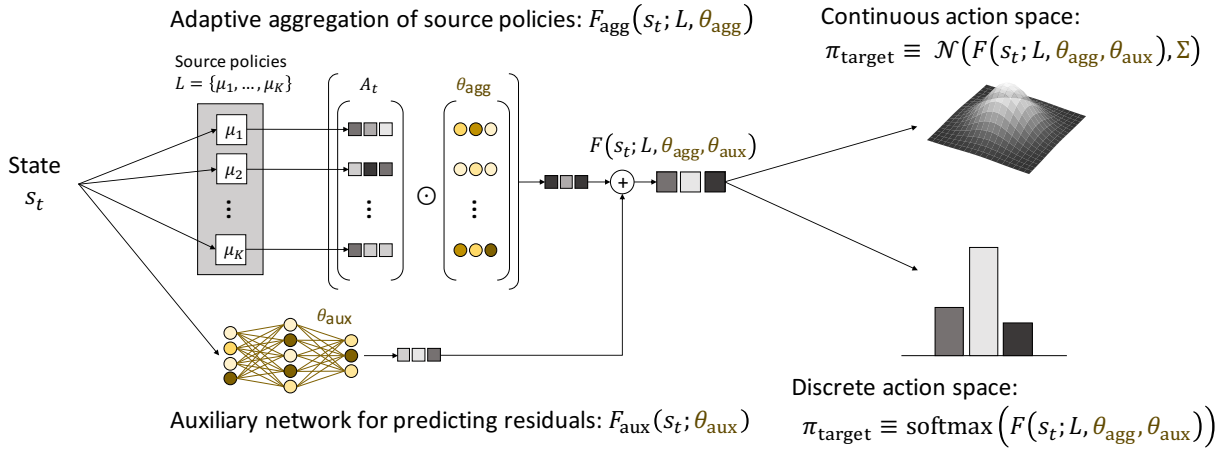 Adaptive aggregation of source policies: F_agg(s_t; L, θ_agg)
Source policies
L = {μ_1, …, μ_K}
A_t
θ_agg
μ_1
μ_2
⋮
μ_K
⋮
⊙
⋮
State
s_t
F(s_t; L, θ_agg, θ_aux)
+
θ_aux
Auxiliary network for predicting residuals: F_aux(s_t; θ_aux)
Continuous action space:
π_target ≡ 𝒩(F(s_t; L, θ_agg, θ_aux), Σ)
Discrete action space:
π_target ≡ softmax(F(s_t; L, θ_agg, θ_aux))